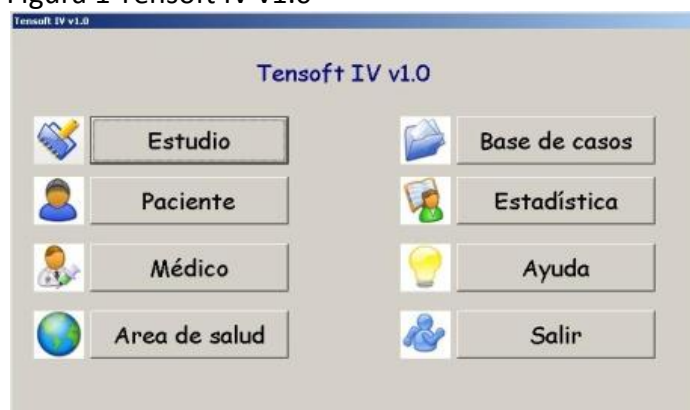 Figura 1 Tensoft IV v1.0
Tensoft IV v1.0
Tensoft IV v1.0
Estudio
Base de casos
Paciente
Estadística
Médico
Ayuda
Area de salud
Salir